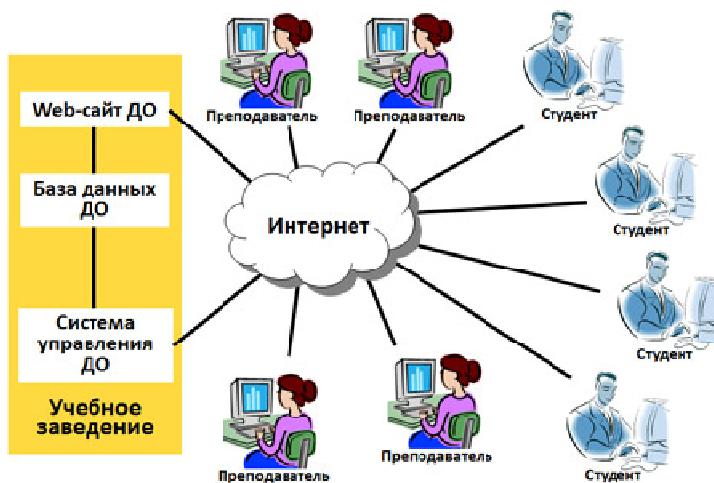 Преподаватель
Преподаватель
Студент
Web-сайт ДО
База данных
ДО
Интернет
Студент
Система
управления
ДО
Студент
Учебное
заведение
Преподаватель
Преподаватель
Студент